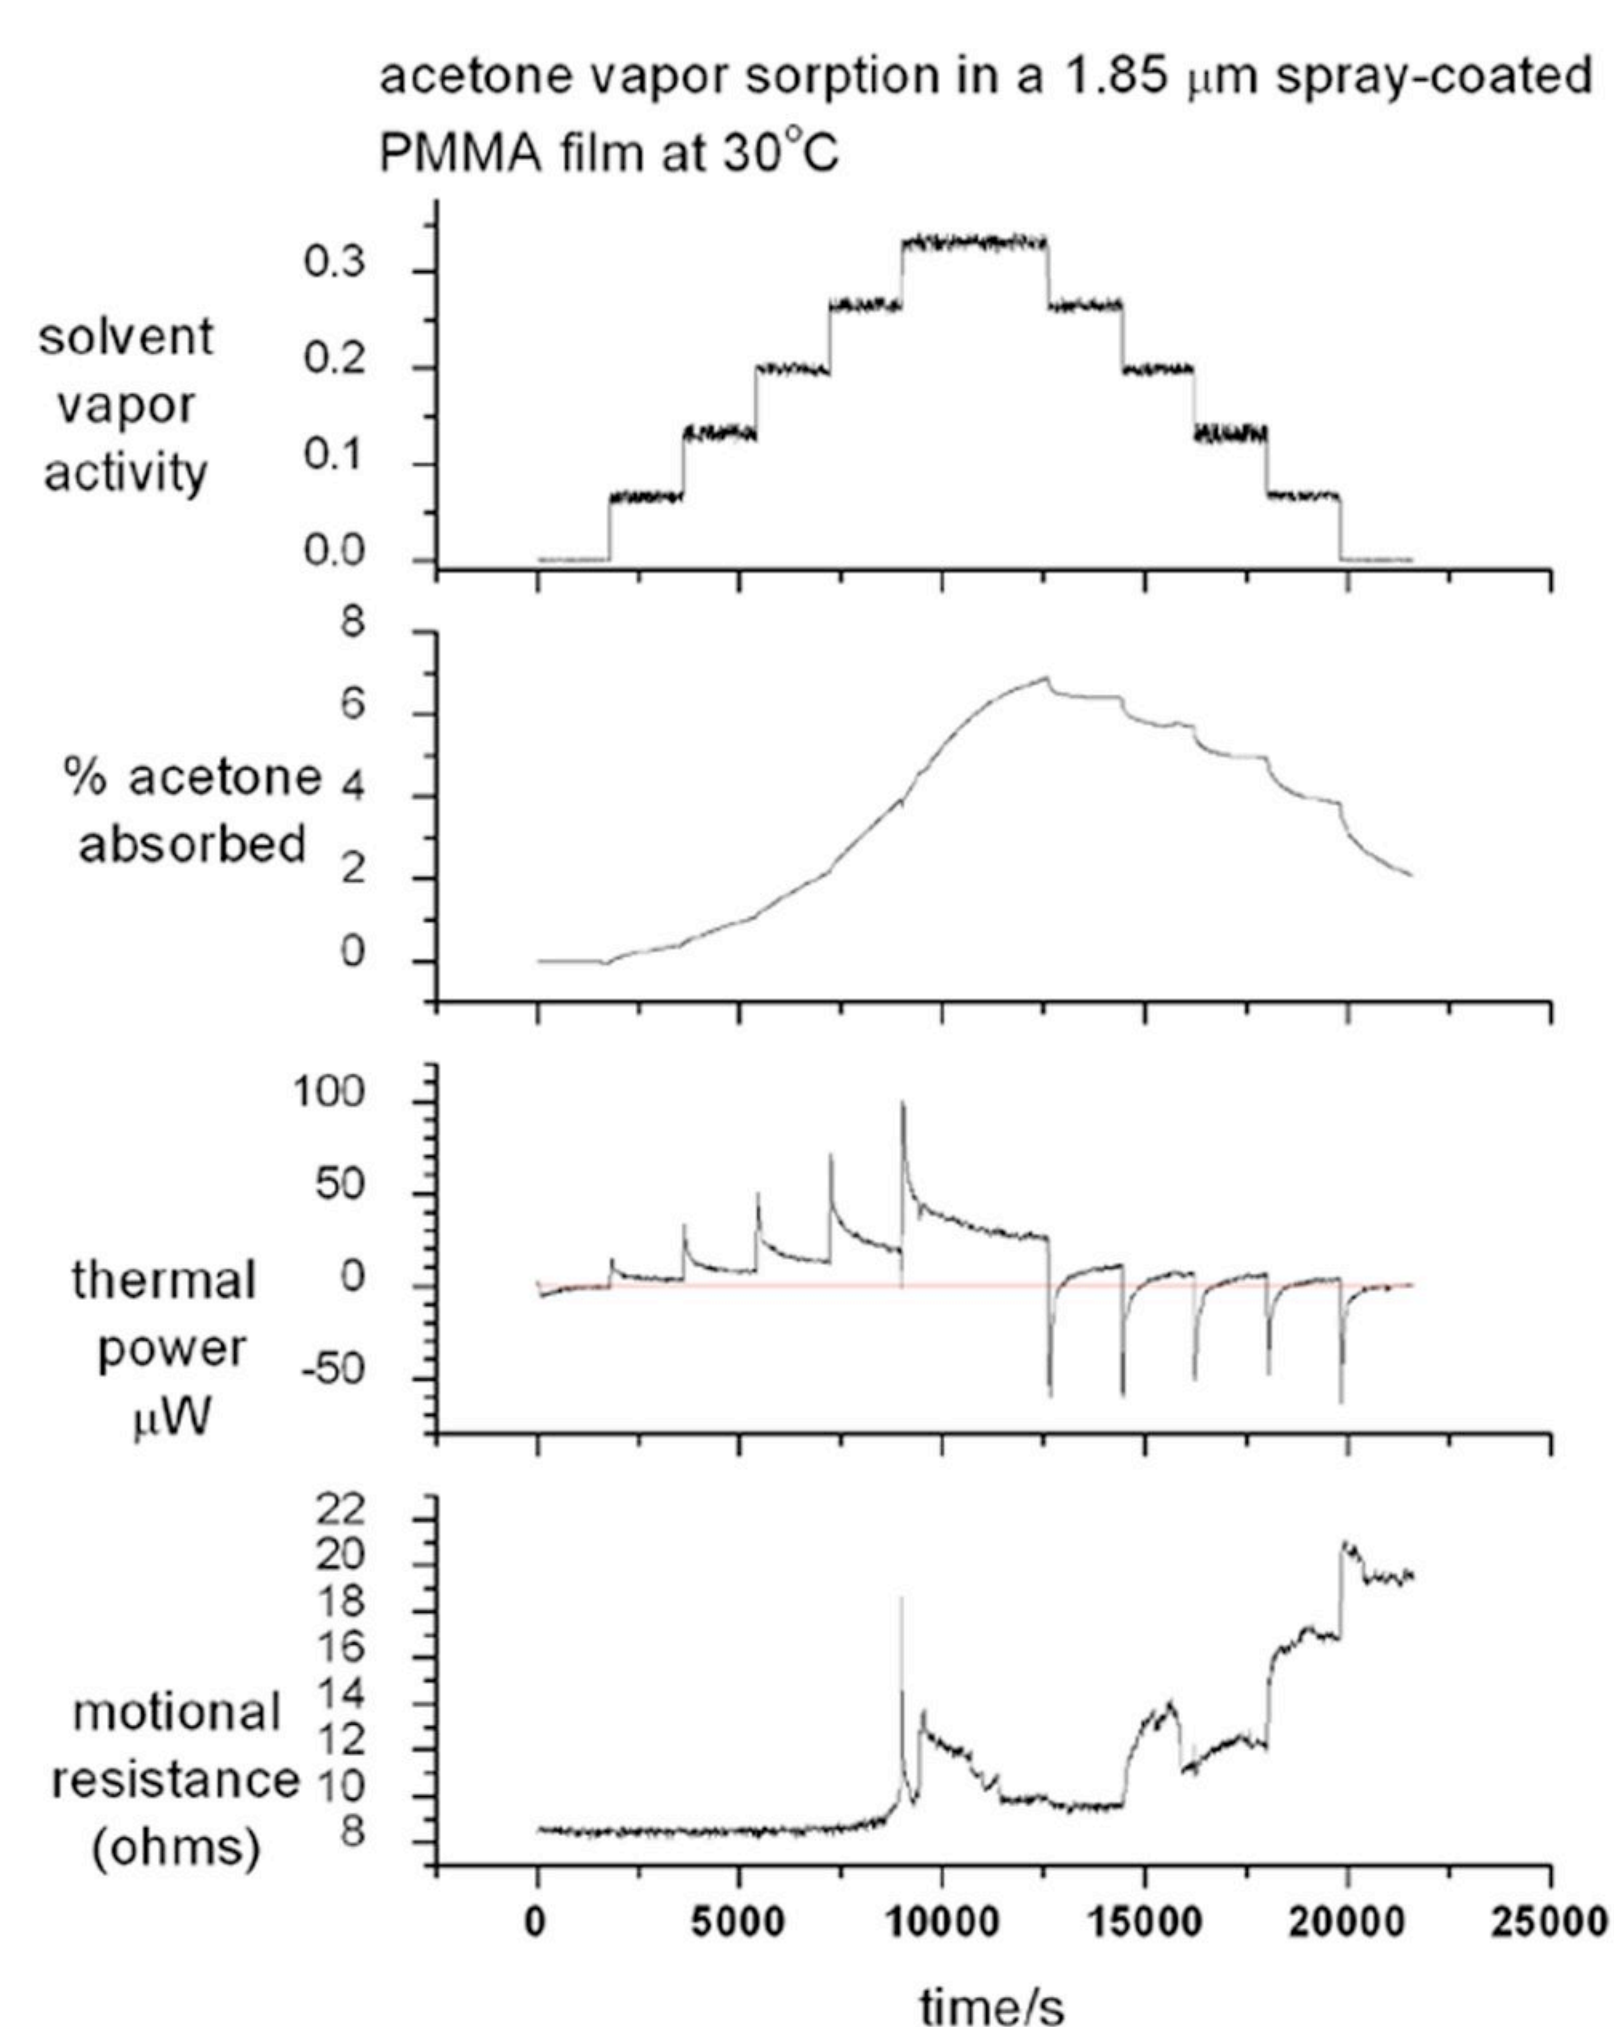 acetone vapor sorption in a 1.85 μm spray-coated
PMMA film at 30°C
solvent
vapor
activity
0.3
0.2
0.1
0.0
% acetone
absorbed
8
6
4
2
0
thermal
power
μW
100
50
0
-50
motional
resistance
(ohms)
22
20
18
16
14
12
10
8
0 5000 10000 15000 20000 25000
time/s